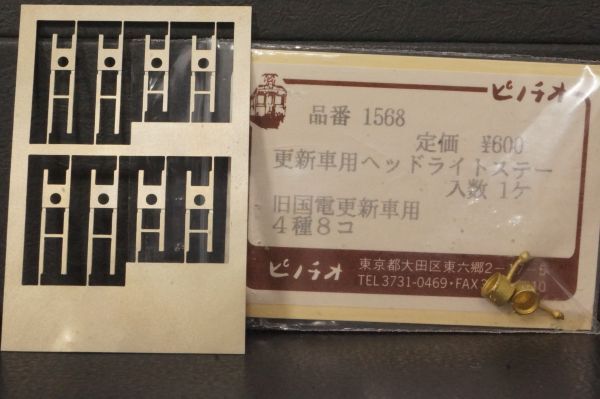 ピノチオ
品番 1568
定価 ¥600
更新車用ヘッドライトステー
入数 1ケ
旧国電更新車用
4種8コ
ピノチオ
東京都大田区東六郷2-
TEL3731-0469・FAX